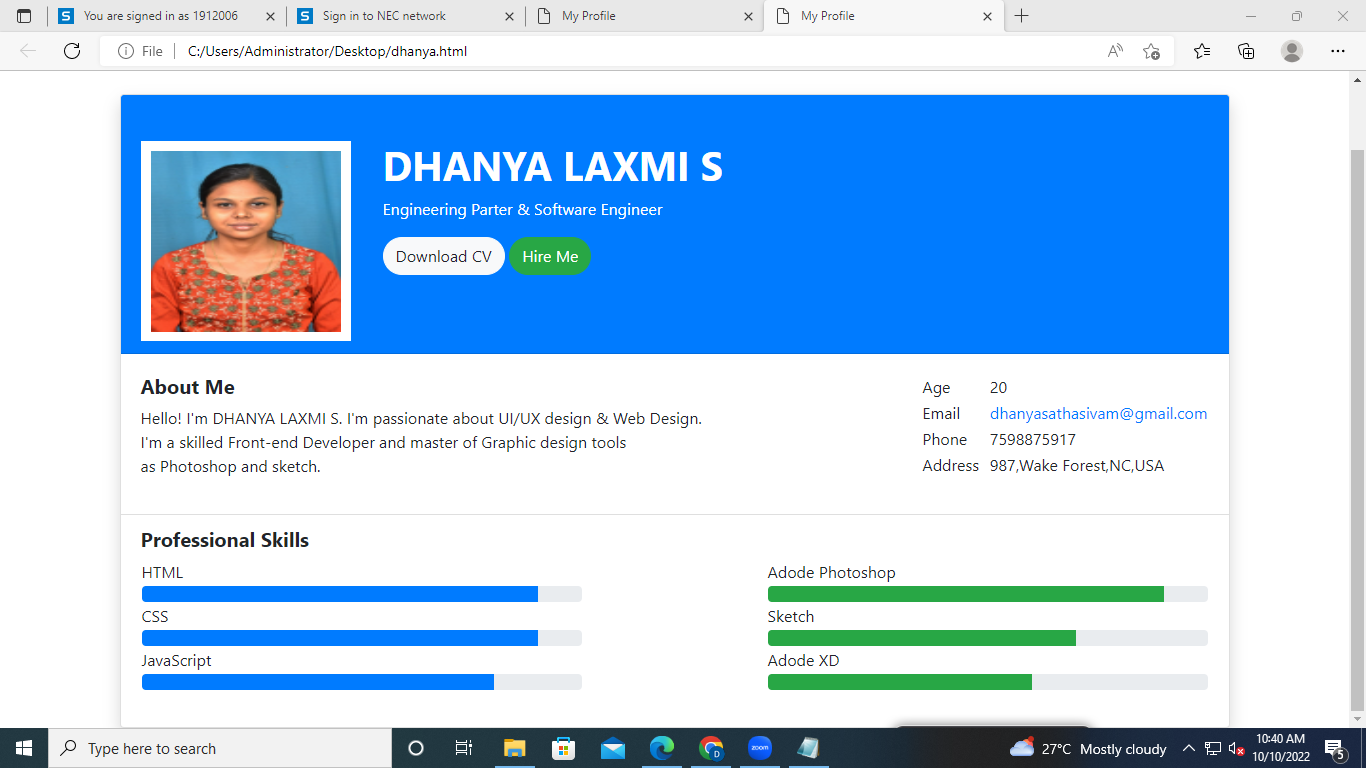 You are signed in as 1912006
Sign in to NEC network
My Profile
My Profile
File
C:/Users/Administrator/Desktop/dhanya.html
DHANYA LAXMI S
Engineering Parter & Software Engineer
Download CV
Hire Me
About Me
Hello! I'm DHANYA LAXMI S. I'm passionate about UI/UX design & Web Design.
I'm a skilled Front-end Developer and master of Graphic design tools
as Photoshop and sketch.
Age 20
Email dhanyasathasivam@gmail.com
Phone 7598875917
Address 987,Wake Forest,NC,USA
Professional Skills
HTML
CSS
JavaScript
Adode Photoshop
Sketch
Adode XD
Type here to search
zoom
D
27°C Mostly cloudy
10:40 AM
10/10/2022
5